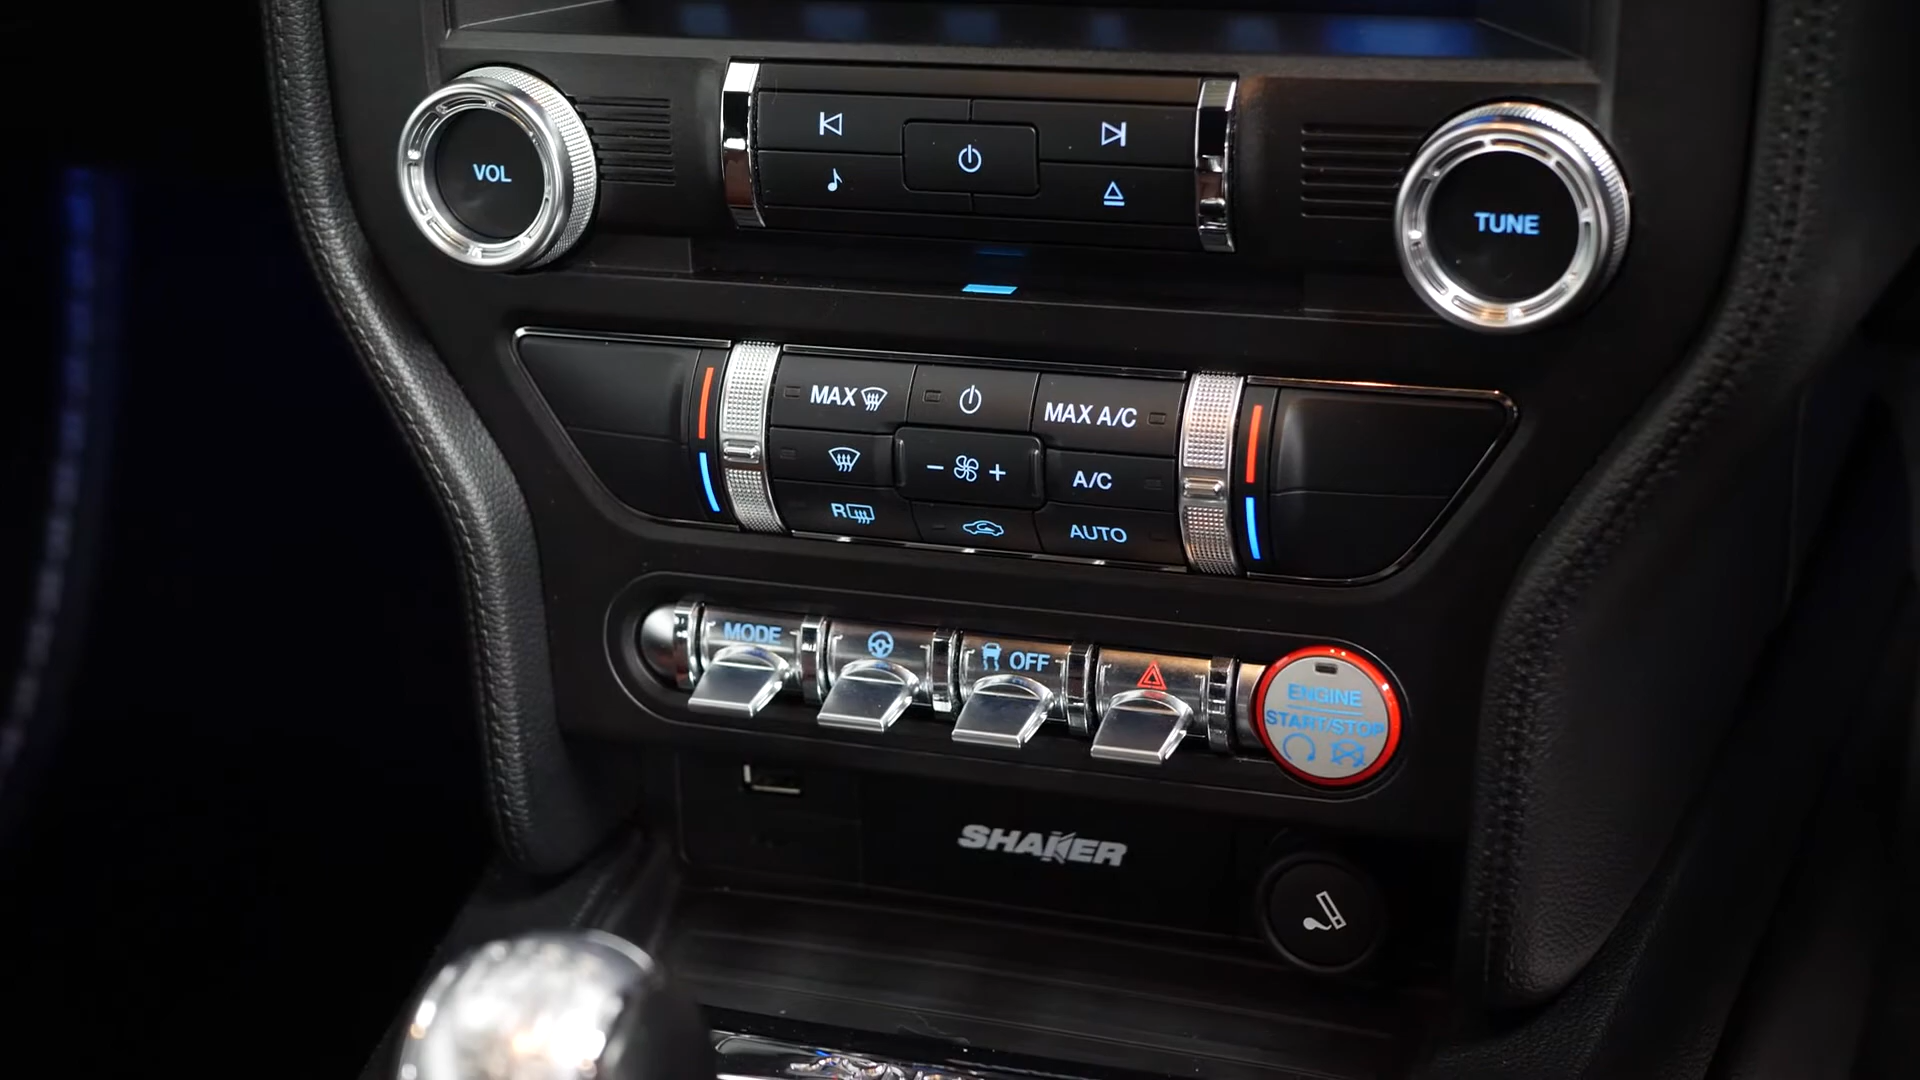 VOL
TUNE
MAX
MAX A/C
A/C
R
AUTO
MODE
OFF
ENGINE
START/STOP
SHAKER